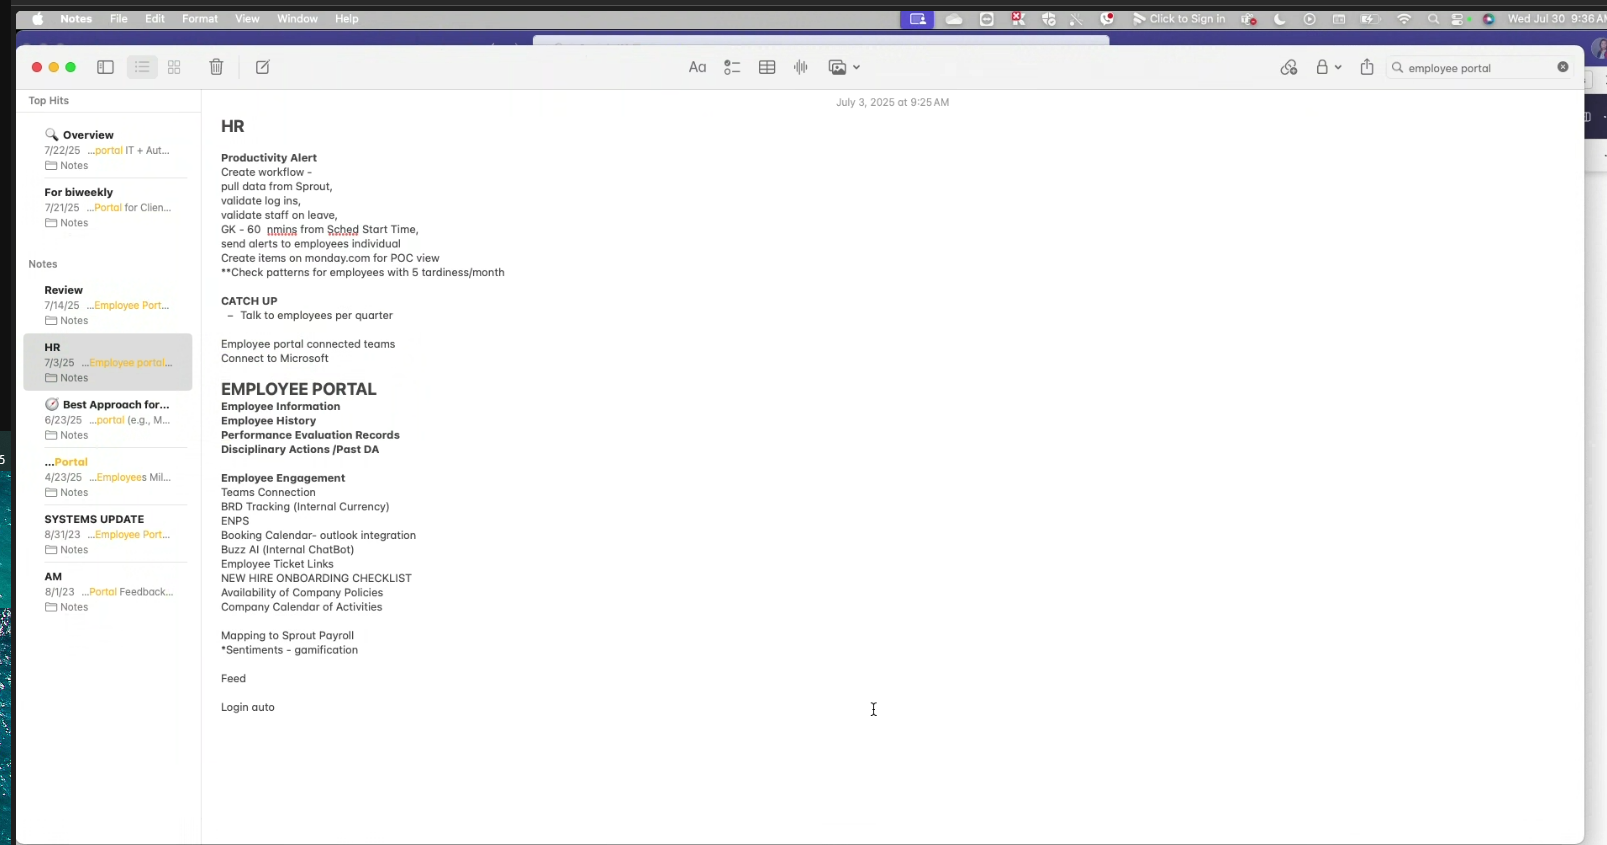 Notes File Edit Format View Window Help
Click to Sign in
Wed Jul 30 9:36 AM
Aa
employee portal
Top Hits
Overview
7/22/25 ...portal IT + Aut...
Notes
For biweekly
7/21/25 ...Portal for Clien...
Notes
Notes
Review
7/14/25 ...Employee Port...
Notes
HR
7/3/25 ...Employee portal...
Notes
Best Approach for...
6/23/25 ...portal (e.g., M...
Notes
...Portal
4/23/25 ...Employees Mil...
Notes
SYSTEMS UPDATE
8/31/23 ...Employee Port...
Notes
AM
8/1/23 ...Portal Feedback...
Notes
July 3, 2025 at 9:25 AM
HR
Productivity Alert
Create workflow -
pull data from Sprout,
validate log ins,
validate staff on leave,
GK - 60 nmins from Sched Start Time,
send alerts to employees individual
Create items on monday.com for POC view
**Check patterns for employees with 5 tardiness/month
CATCH UP
– Talk to employees per quarter
Employee portal connected teams
Connect to Microsoft
EMPLOYEE PORTAL
Employee Information
Employee History
Performance Evaluation Records
Disciplinary Actions /Past DA
Employee Engagement
Teams Connection
BRD Tracking (Internal Currency)
ENPS
Booking Calendar- outlook integration
Buzz AI (Internal ChatBot)
Employee Ticket Links
NEW HIRE ONBOARDING CHECKLIST
Availability of Company Policies
Company Calendar of Activities
Mapping to Sprout Payroll
*Sentiments - gamification
Feed
Login auto
5